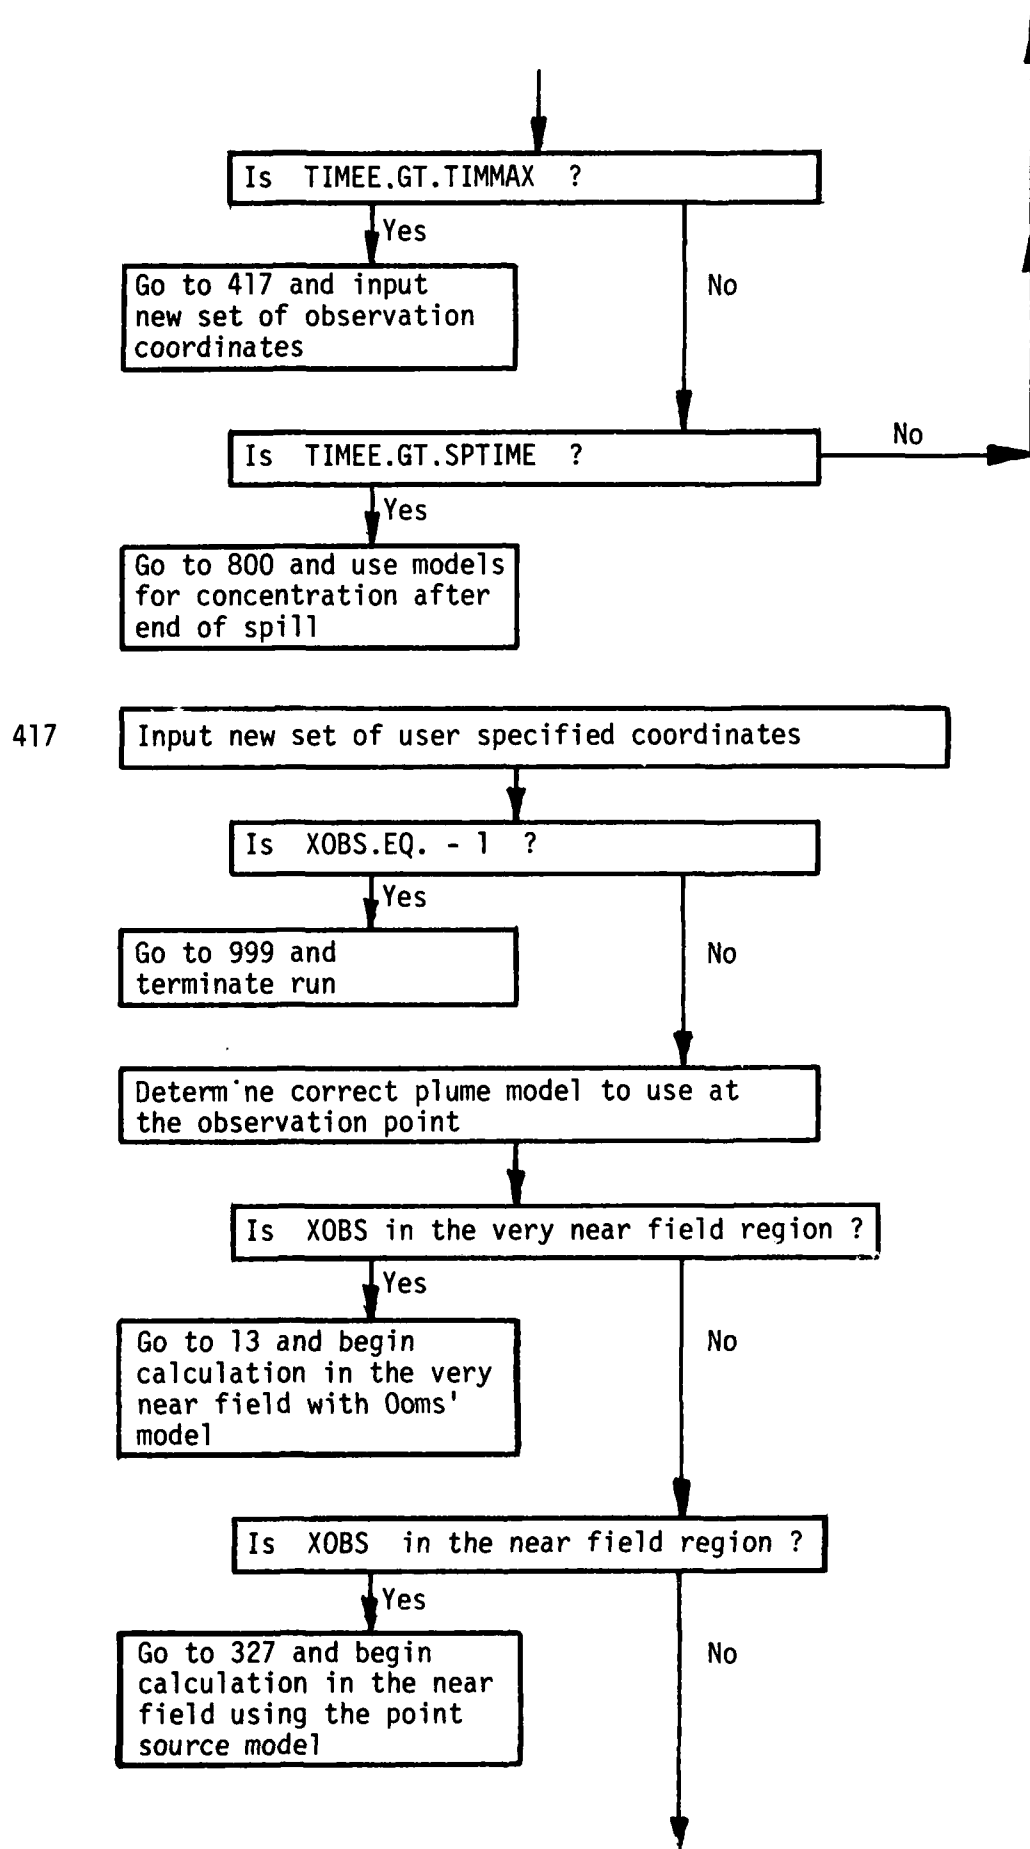 Is TIMEE.GT.TIMMAX ?
Yes
Go to 417 and input
new set of observation
coordinates
No
Is TIMEE.GT.SPTIME ?
No
Yes
Go to 800 and use models
for concentration after
end of spill
417
Input new set of user specified coordinates
Is XOBS.EQ. - 1 ?
Yes
Go to 999 and
terminate run
No
Determ ne correct plume model to use at
the observation point
Is XOBS in the very near field region ?
Yes
Go to 13 and begin
calculation in the very
near field with Ooms'
model
No
Is XOBS in the near field region ?
Yes
Go to 327 and begin
calculation in the near
field using the point
source model
No